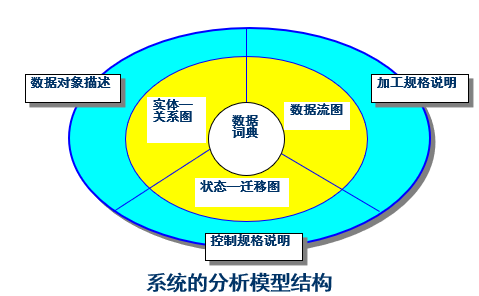 数据对象描述
加工规格说明
实体—
关系图
数据
词典
数据流图
状态—迁移图
控制规格说明
系统的分析模型结构